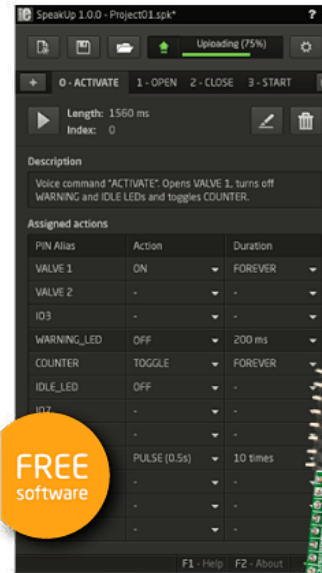 SpeakUp 1.0.0 - Project01.spk*
?
Uploading (75%)
+ 0 - ACTIVATE 1 - OPEN 2 - CLOSE 3 - START
Length: 1560 ms
Index: 0
Description
Voice command "ACTIVATE". Opens VALVE 1, turns off
WARNING and IDLE LEDs and toggles COUNTER.
Assigned actions
PIN Alias Action Duration
VALVE 1 ON FOREVER
VALVE 2 - -
IO3 - -
WARNING_LED OFF 200 ms
COUNTER TOGGLE FOREVER
IDLE_LED OFF -
IO7 - -
- -
PULSE (0.5s) 10 times
- -
- -
- -
FREE
software
F1 - Help F2 - About